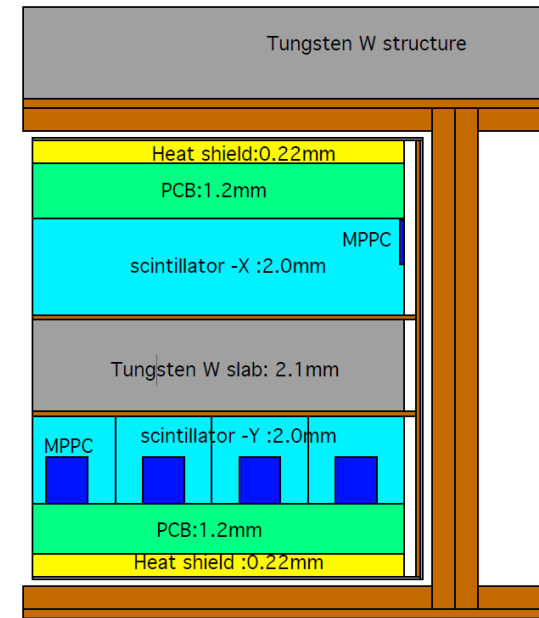 Tungsten W structure
Heat shield:0.22mm
PCB:1.2mm
MPPC
scintillator -X :2.0mm
Tungsten W slab: 2.1mm
scintillator -Y :2.0mm
MPPC
PCB:1.2mm
Heat shield :0.22mm